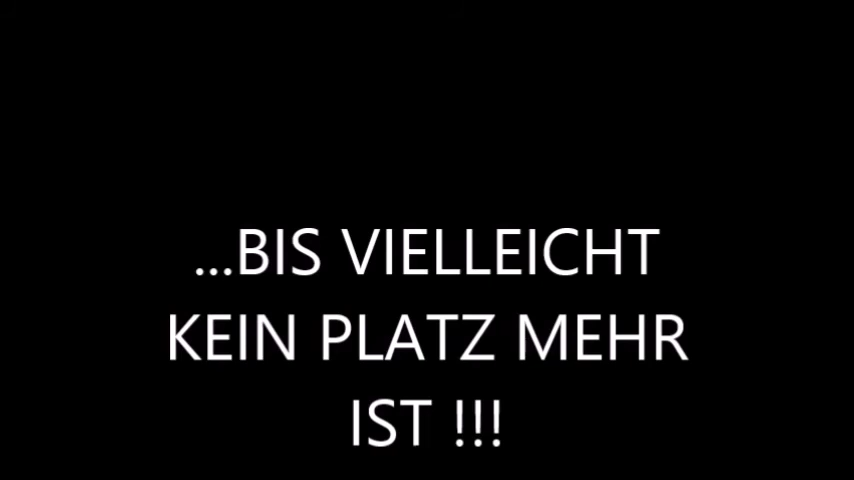 ...BIS VIELLEICHT
KEIN PLATZ MEHR
IST !!!